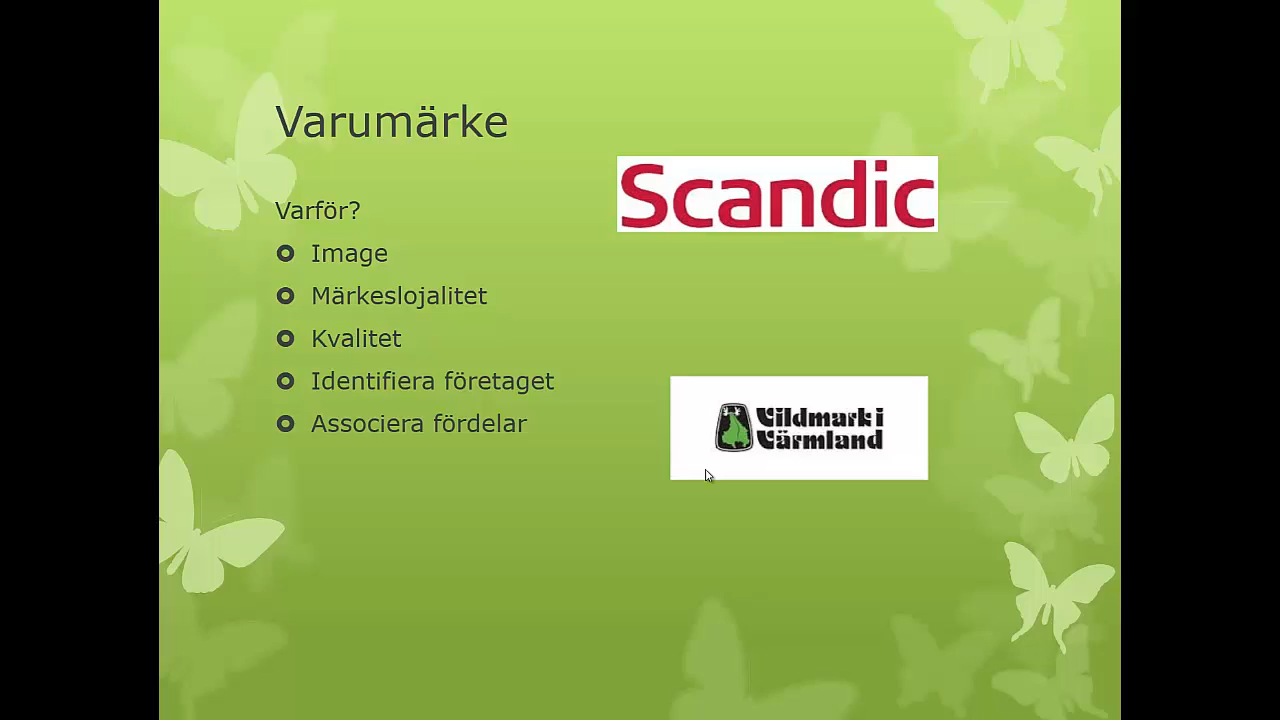 Varumärke
Scandic
Varför?
Image
Märkeslojalitet
Kvalitet
Identifiera företaget
Associera fördelar
Vildmark i
Värmland